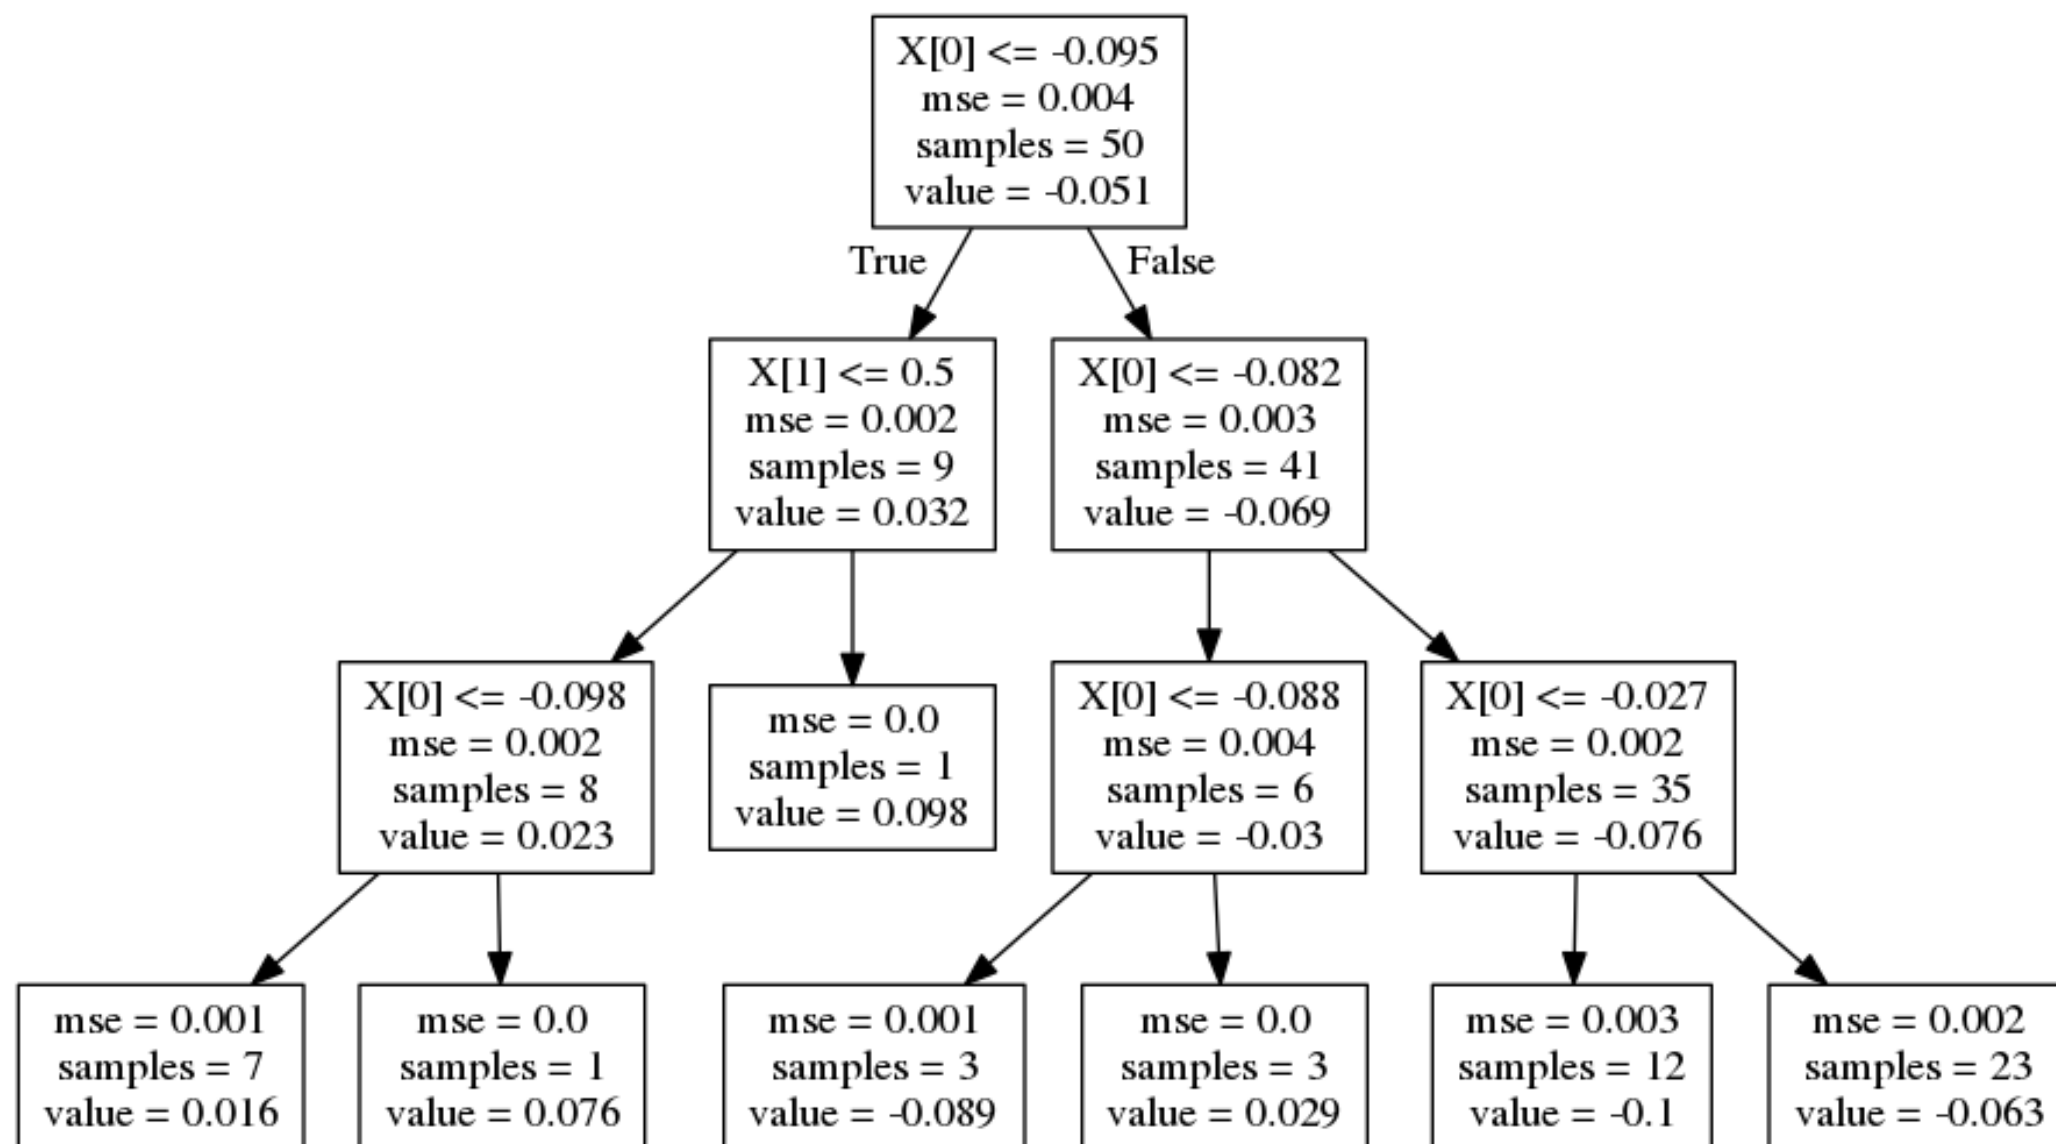 X[0] <= -0.095
mse = 0.004
samples = 50
value = -0.051
True
False
X[1] <= 0.5
mse = 0.002
samples = 9
value = 0.032
X[0] <= -0.082
mse = 0.003
samples = 41
value = -0.069
X[0] <= -0.098
mse = 0.002
samples = 8
value = 0.023
mse = 0.0
samples = 1
value = 0.098
X[0] <= -0.088
mse = 0.004
samples = 6
value = -0.03
X[0] <= -0.027
mse = 0.002
samples = 35
value = -0.076
mse = 0.001
samples = 7
value = 0.016
mse = 0.0
samples = 1
value = 0.076
mse = 0.001
samples = 3
value = -0.089
mse = 0.0
samples = 3
value = 0.029
mse = 0.003
samples = 12
value = -0.1
mse = 0.002
samples = 23
value = -0.063